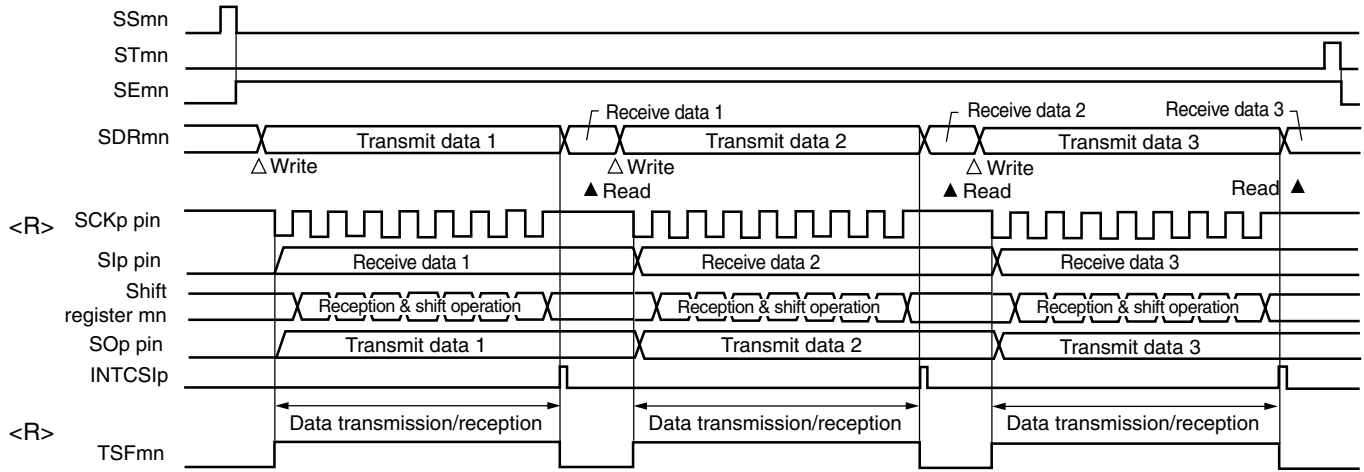 SSmn
STmn
SEmn
Receive data 1
Receive data 2
Receive data 3
SDRmn
Transmit data 1
Transmit data 2
Transmit data 3
△ Write
△ Write
△ Write
▲ Read
▲ Read
Read ▲
<R> SCKp pin
SIp pin
Receive data 1
Receive data 2
Receive data 3
Shift
register mn
Reception & shift operation
Reception & shift operation
Reception & shift operation
SOp pin
Transmit data 1
Transmit data 2
Transmit data 3
INTCSIp
Data transmission/reception
Data transmission/reception
Data transmission/reception
<R> TSFmn